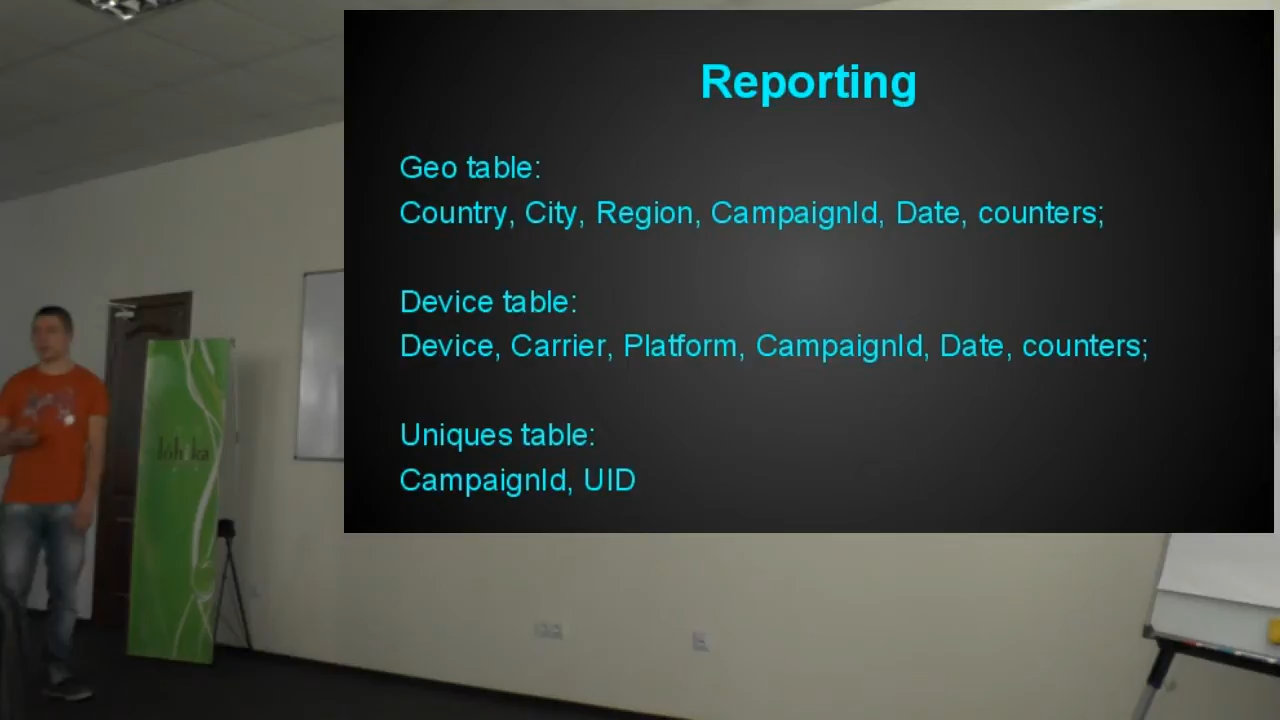 Reporting
Geo table:
Country, City, Region, CampaignId, Date, counters;
Device table:
Device, Carrier, Platform, CampaignId, Date, counters;
Uniques table:
CampaignId, UID
lohika